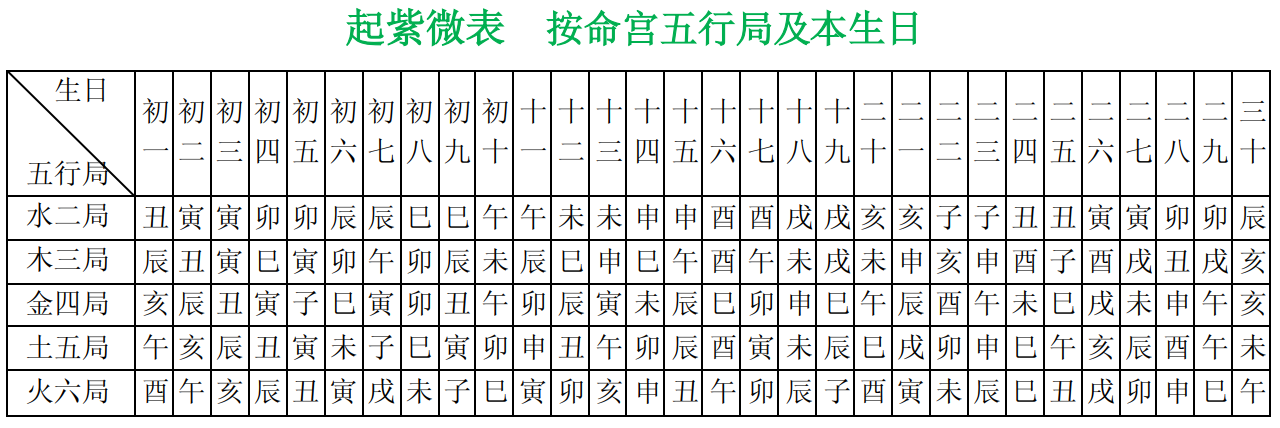 起紫微表 按命宫五行局及本生日
生日 五行局 初一 初二 初三 初四 初五 初六 初七 初八 初九 初十 十一 十二 十三 十四 十五 十六 十七 十八 十九 二十 二一 二二 二三 二四 二五 二六 二七 二八 二九 三十
水二局 丑 寅 寅 卯 卯 辰 辰 巳 巳 午 午 未 未 申 申 酉 酉 戌 戌 亥 亥 子 子 丑 丑 寅 寅 卯 卯 辰
木三局 辰 丑 寅 巳 寅 卯 午 卯 辰 未 辰 巳 申 巳 午 酉 午 未 戌 未 申 亥 申 酉 子 酉 戌 丑 戌 亥
金四局 亥 辰 丑 寅 子 巳 寅 卯 丑 午 卯 辰 寅 未 辰 巳 卯 申 巳 午 辰 酉 午 未 巳 戌 未 申 午 亥
土五局 午 亥 辰 丑 寅 未 子 巳 寅 卯 申 丑 午 卯 辰 酉 寅 未 辰 巳 戌 卯 申 巳 午 亥 辰 酉 午 未
火六局 酉 午 亥 辰 丑 寅 戌 未 子 巳 寅 卯 亥 申 丑 午 卯 辰 子 酉 寅 未 辰 巳 丑 戌 卯 申 巳 午